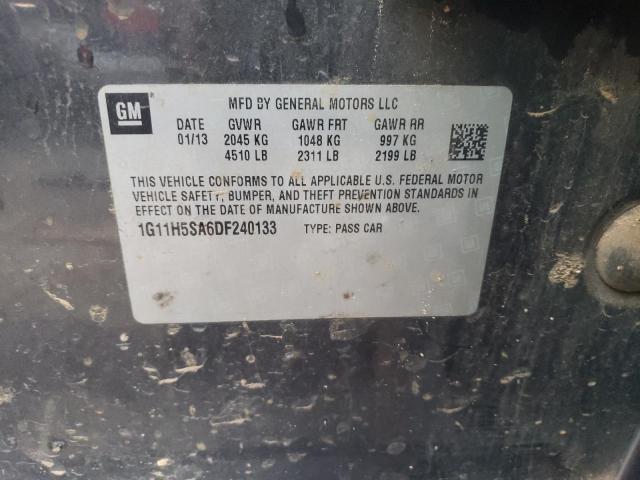 GM
MFD BY GENERAL MOTORS LLC
DATE GVWR GAWR FRT GAWR RR
01/13 2045 KG 1048 KG 997 KG
4510 LB 2311 LB 2199 LB
THIS VEHICLE CONFORMS TO ALL APPLICABLE U.S. FEDERAL MOTOR
VEHICLE SAFETY, BUMPER, AND THEFT PREVENTION STANDARDS IN
EFFECT ON THE DATE OF MANUFACTURE SHOWN ABOVE.
1G11H5SA6DF240133 TYPE: PASS CAR